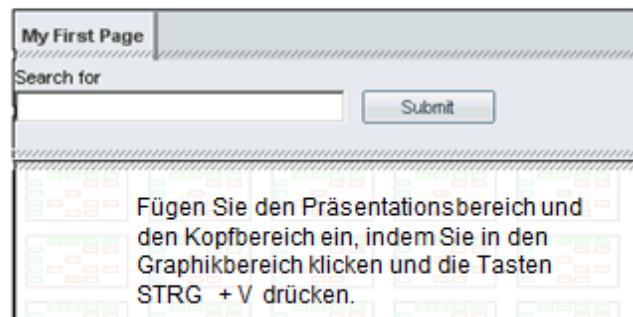 My First Page
Search for
Submit
Fügen Sie den Präsentationsbereich und
den Kopfbereich ein, indem Sie in den
Graphikbereich klicken und die Tasten
STRG + V drücken.